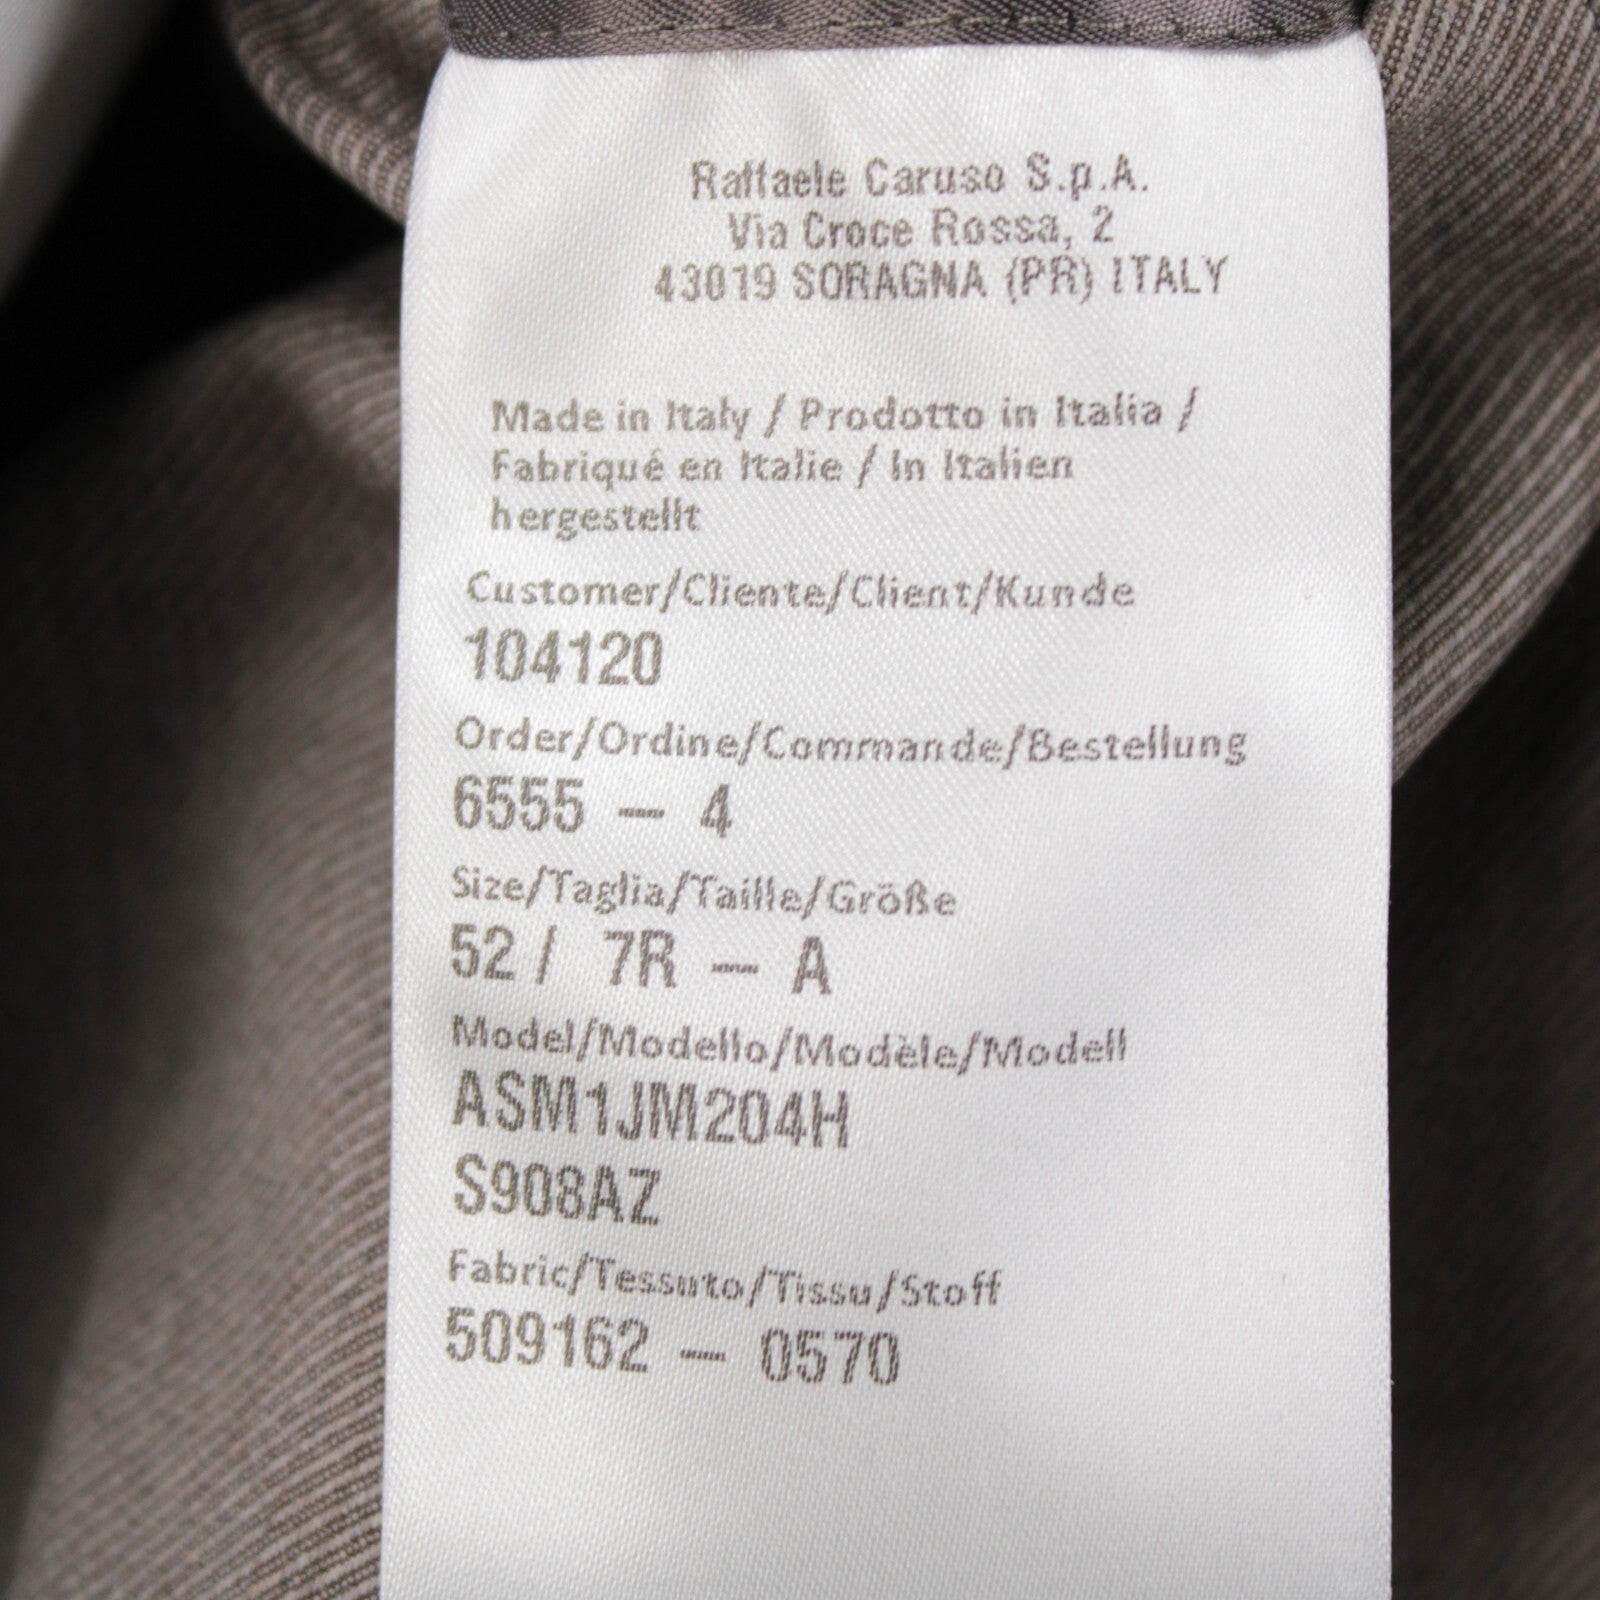 Raffaele Caruso S.p.A.
Via Croce Rossa, 2
43019 SORAGNA (PR) ITALY
Made in Italy / Prodotto in Italia /
Fabriqué en Italie / In Italien
hergestellt
Customer/Cliente/Client/Kunde
104120
Order/Ordine/Commande/Bestellung
6555 – 4
Size/Taglia/Taille/Größe
52 / 7R – A
Model/Modello/Modèle/Modell
ASM1JM204H
S908AZ
Fabric/Tessuto/Tissu/Stoff
509162 – 0570